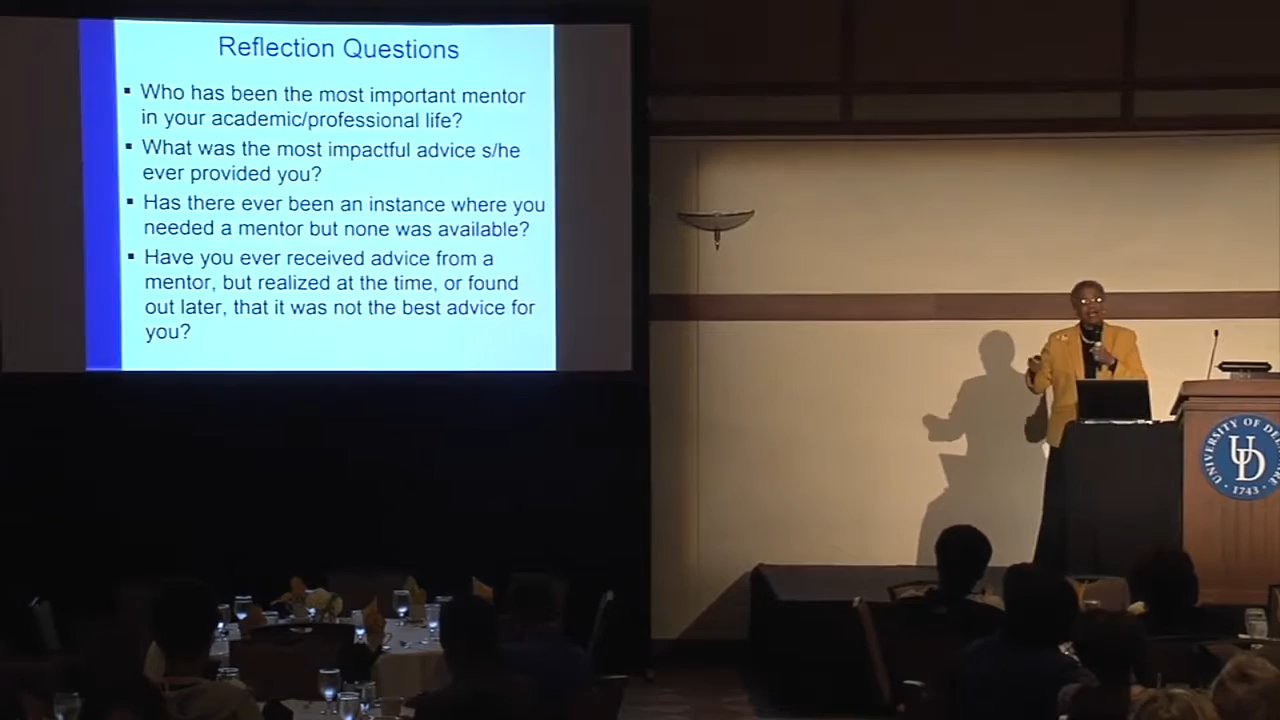 Reflection Questions
▪ Who has been the most important mentor
in your academic/professional life?
▪ What was the most impactful advice s/he
ever provided you?
▪ Has there ever been an instance where you
needed a mentor but none was available?
▪ Have you ever received advice from a
mentor, but realized at the time, or found
out later, that it was not the best advice for
you?
UNIVERSITY OF
UD
1743